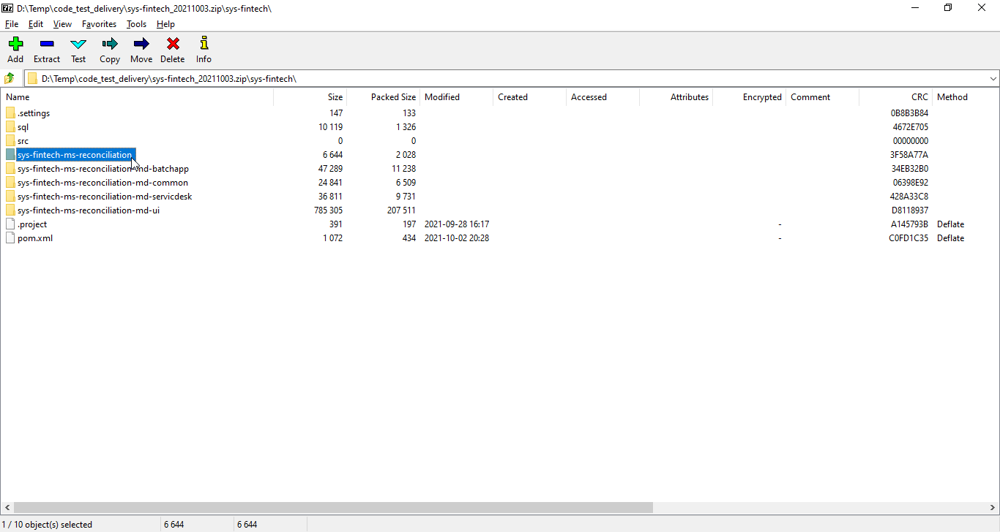 7z D:\Temp\code_test_delivery\sys-fintech_20211003.zip\sys-fintech\
File Edit View Favorites Tools Help
Add Extract Test Copy Move Delete Info
D:\Temp\code_test_delivery\sys-fintech_20211003.zip\sys-fintech\
Name Size Packed Size Modified Created Accessed Attributes Encrypted Comment CRC Method
.settings 147 133 0B8B3B84
sql 10 119 1 326 4672E705
src 0 0 00000000
sys-fintech-ms-reconciliation 6 644 2 028 3F58A77A
sys-fintech-ms-reconciliation-md-batchapp 47 289 11 238 34EB32B0
sys-fintech-ms-reconciliation-md-common 24 841 6 509 06398E92
sys-fintech-ms-reconciliation-md-servicdesk 36 811 9 731 428A33C8
sys-fintech-ms-reconciliation-md-ui 785 305 207 511 D8118937
.project 391 197 2021-09-28 16:17 - A145793B Deflate
pom.xml 1 072 434 2021-10-02 20:28 - C0FD1C35 Deflate
1 / 10 object(s) selected 6 644 6 644